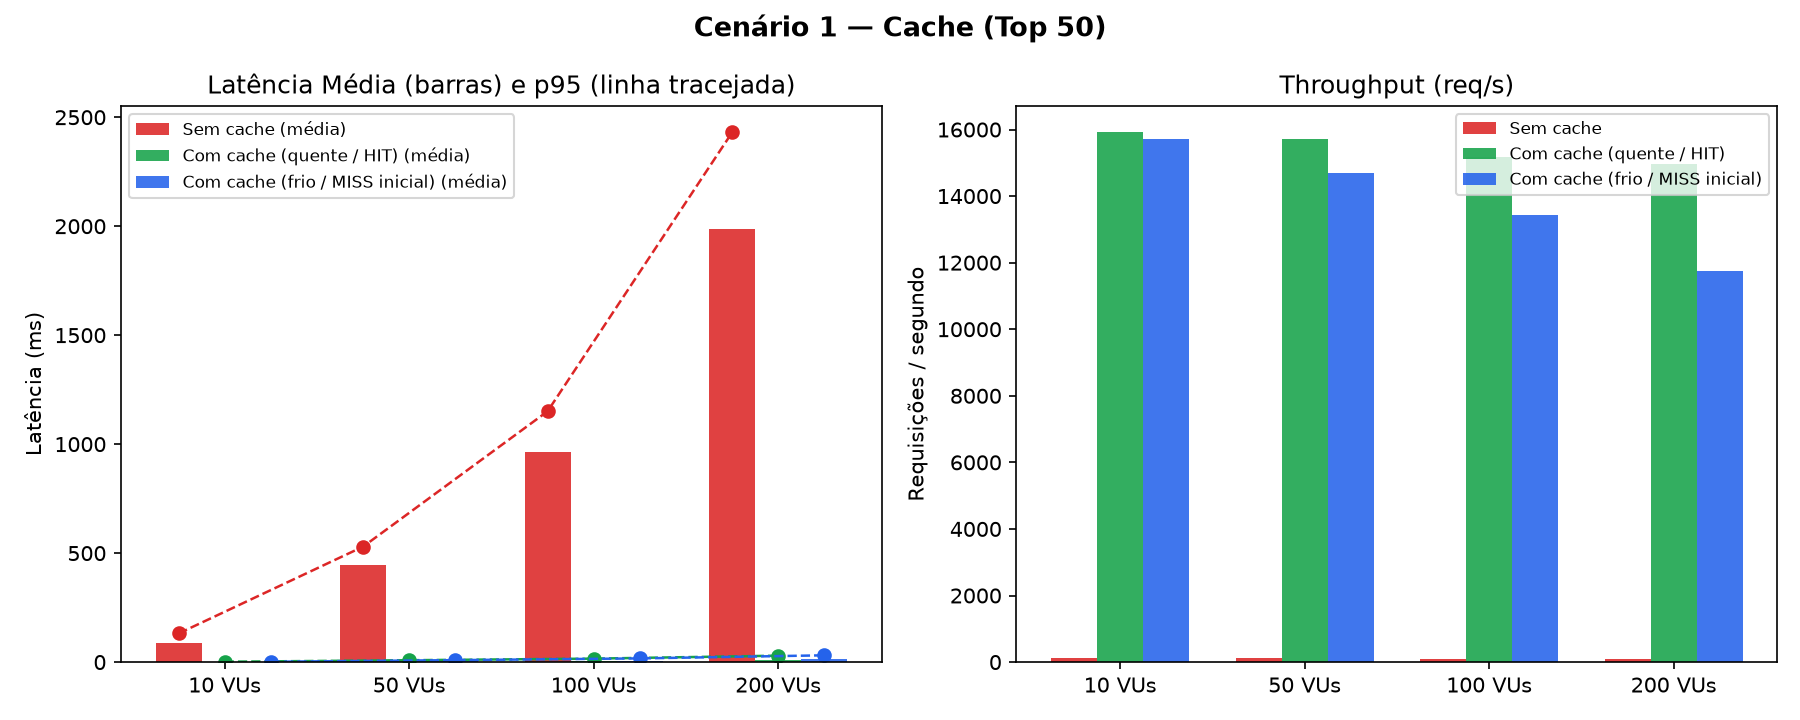 Cenário 1 — Cache (Top 50)
Latência Média (barras) e p95 (linha tracejada)
Latência (ms)
2500
2000
1500
1000
500
0
Sem cache (média)
Com cache (quente / HIT) (média)
Com cache (frio / MISS inicial) (média)
10 VUs
50 VUs
100 VUs
200 VUs
Throughput (req/s)
Requisições / segundo
16000
14000
12000
10000
8000
6000
4000
2000
0
Sem cache
Com cache (quente / HIT)
Com cache (frio / MISS inicial)
10 VUs
50 VUs
100 VUs
200 VUs